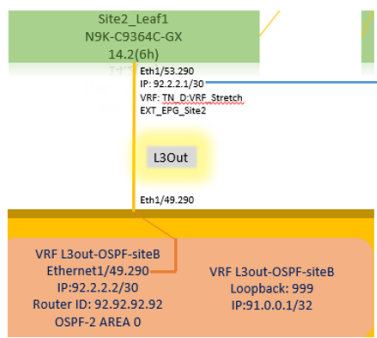 Site2_Leaf1
N9K-C9364C-GX
14.2(6h)
Eth1/53.290
IP: 92.2.2.1/30
VRF: TN_D:VRF_Stretch
EXT_EPG_Site2
L3Out
Eth1/49.290
VRF L3out-OSPF-siteB
Ethernet1/49.290
IP:92.2.2.2/30
Router ID: 92.92.92.92
OSPF-2 AREA 0
VRF L3out-OSPF-siteB
Loopback: 999
IP:91.0.0.1/32